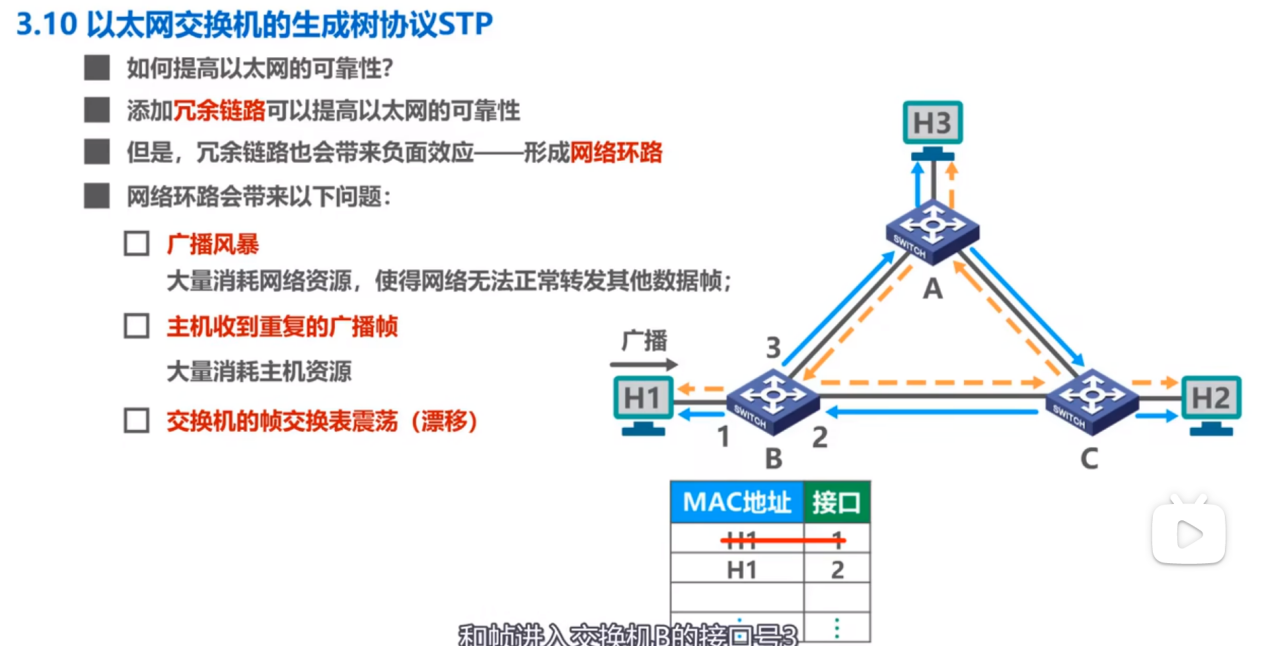 3.10 以太网交换机的生成树协议STP
如何提高以太网的可靠性?
添加冗余链路可以提高以太网的可靠性
但是，冗余链路也会带来负面效应——形成网络环路
网络环路会带来以下问题：
广播风暴
大量消耗网络资源，使得网络无法正常转发其他数据帧；
主机收到重复的广播帧
大量消耗主机资源
交换机的帧交换表震荡（漂移）
H3
SWITCH
A
广播
3
H1
SWITCH
SWITCH
H2
1
2
B
C
MAC地址 接口
H1 1
H1 2
⋮ ⋮
和帧进入交换机B的接口号3